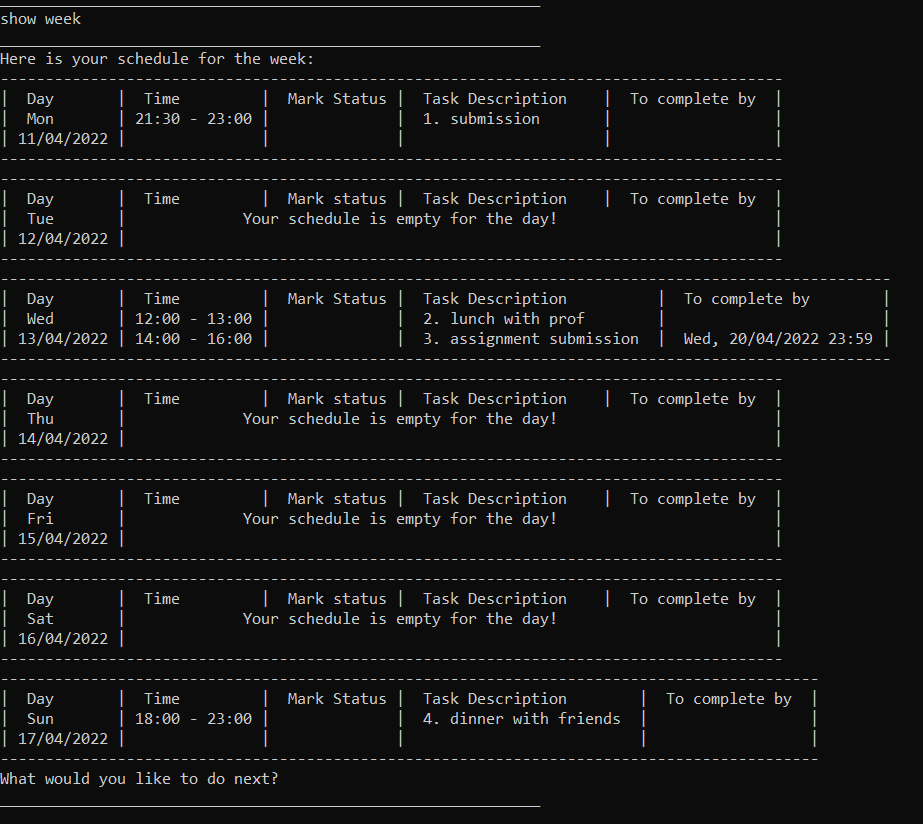 show week
Here is your schedule for the week:
| Day | Time | Mark Status | Task Description | To complete by |
| Mon | 21:30 - 23:00 | | 1. submission | |
| 11/04/2022 | | | | |
| Day | Time | Mark status | Task Description | To complete by |
| Tue | Your schedule is empty for the day! |
| 12/04/2022 | |
| Day | Time | Mark Status | Task Description | To complete by |
| Wed | 12:00 - 13:00 | | 2. lunch with prof | |
| 13/04/2022 | 14:00 - 16:00 | | 3. assignment submission | Wed, 20/04/2022 23:59 |
| Day | Time | Mark status | Task Description | To complete by |
| Thu | Your schedule is empty for the day! |
| 14/04/2022 | |
| Day | Time | Mark status | Task Description | To complete by |
| Fri | Your schedule is empty for the day! |
| 15/04/2022 | |
| Day | Time | Mark status | Task Description | To complete by |
| Sat | Your schedule is empty for the day! |
| 16/04/2022 | |
| Day | Time | Mark Status | Task Description | To complete by |
| Sun | 18:00 - 23:00 | | 4. dinner with friends | |
| 17/04/2022 | | | | |
What would you like to do next?